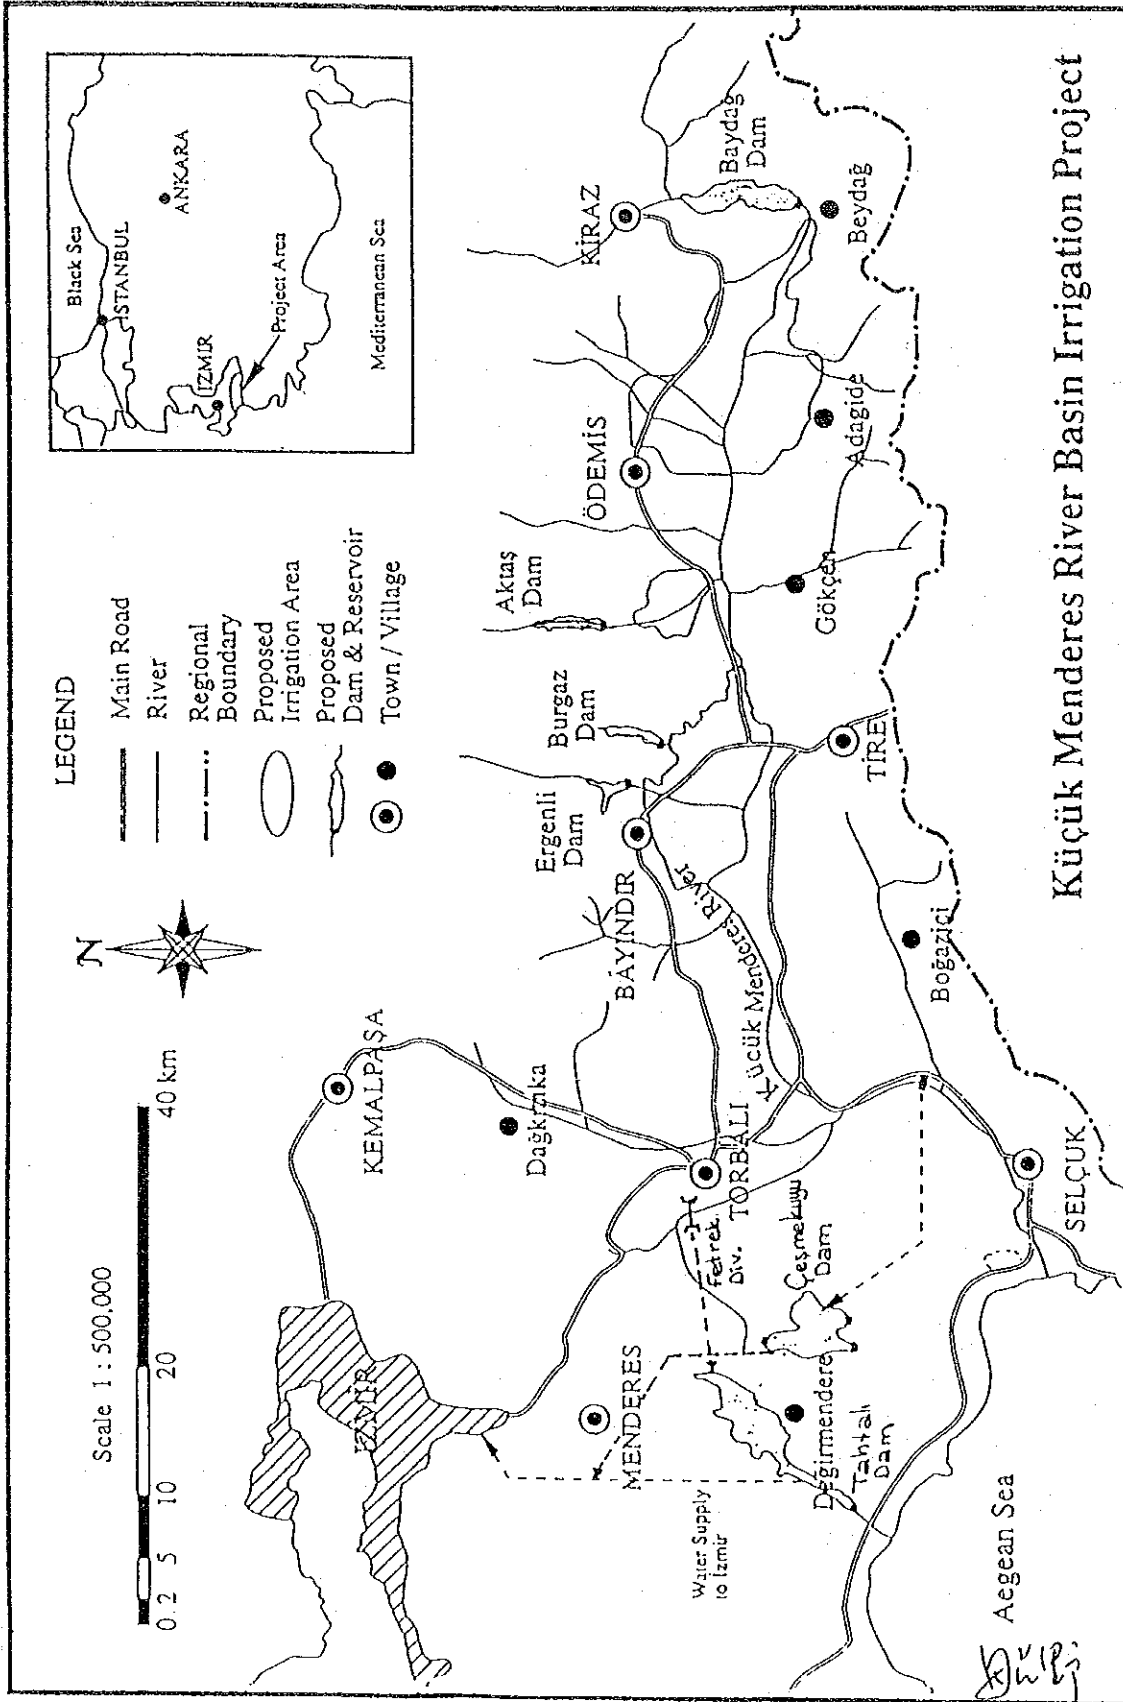 Scale 1 : 500,000
0 2 5 10 20 40 km
N
LEGEND
Main Road
River
Regional
Boundary
Proposed
Irrigation Area
Proposed
Dam & Reservoir
Town / Village
Black Sea
İSTANBUL
ANKARA
İZMİR
Project Area
Mediterranean Sea
İZMİR
KEMALPAŞA
Dağkızılka
MENDERES
Water Supply
to İzmir
Fetrek
Div.
TORBALI
Değirmendere
Tahtalı
Dam
Çeşmekuyu
Dam
Küçük Menderes River
BAYINDIR
Ergenli
Dam
Burgaz
Dam
Aktaş
Dam
ÖDEMİS
KİRAZ
Baydağ
Dam
Beydağ
Adagide
Gökçen
TİRE
Boğaziçi
SELÇUK
Aegean Sea
Küçük Menderes River Basin Irrigation Project